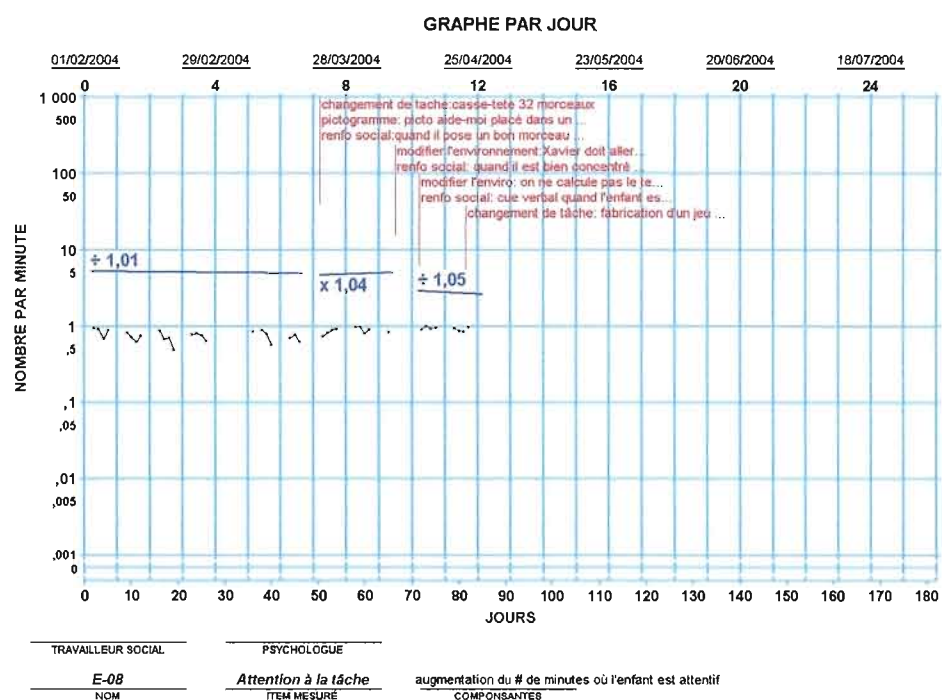 GRAPHE PAR JOUR
01/02/2004 29/02/2004 28/03/2004 25/04/2004 23/05/2004 20/06/2004 18/07/2004
0 4 8 12 16 20 24
1 000
500
100
50
10
5
1
,5
,1
,05
,01
,005
,001
0
NOMBRE PAR MINUTE
changement de tache:casse-tete 32 morceaux
pictogramme: picto aide-moi placé dans un ...
renfo social:quand il pose un bon morceau ...
modifier l'environnement:Xavier doit aller...
renfo social: quand il est bien concentré ...
modifier l'enviro: on ne calcule pas le te...
renfo social: cue verbal quand l'enfant es...
changement de tâche: fabrication d'un jeu ...
÷ 1,01
x 1,04
÷ 1,05
0 10 20 30 40 50 60 70 80 90 100 110 120 130 140 150 160 170 180
JOURS
TRAVAILLEUR SOCIAL PSYCHOLOGUE
E-08 Attention à la tâche augmentation du # de minutes où l'enfant est attentif
NOM ITEM MESURÉ COMPONSANTES